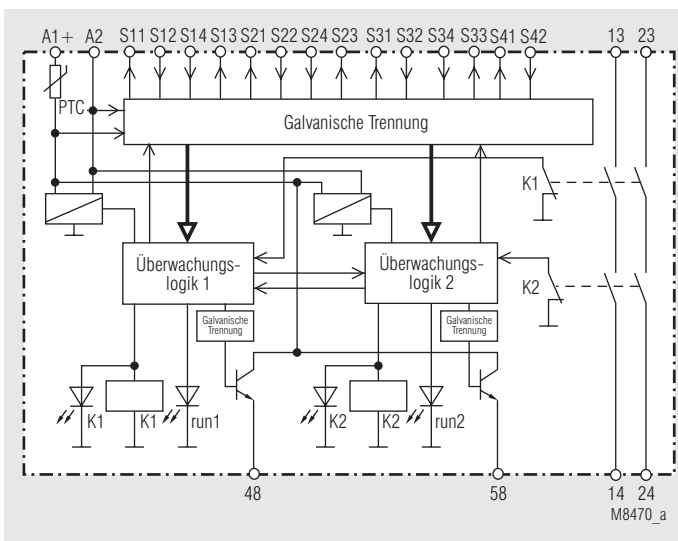 A1+ A2 S11 S12 S14 S13 S21 S22 S24 S23 S31 S32 S34 S33 S41 S42 13 23
PTC
Galvanische Trennung
K1
Überwachungs-
logik 1
Überwachungs-
logik 2
K2
Galvanische
Trennung
Galvanische
Trennung
K1 K1 run1 K2 K2 run2
48 58 14 24
M8470_a